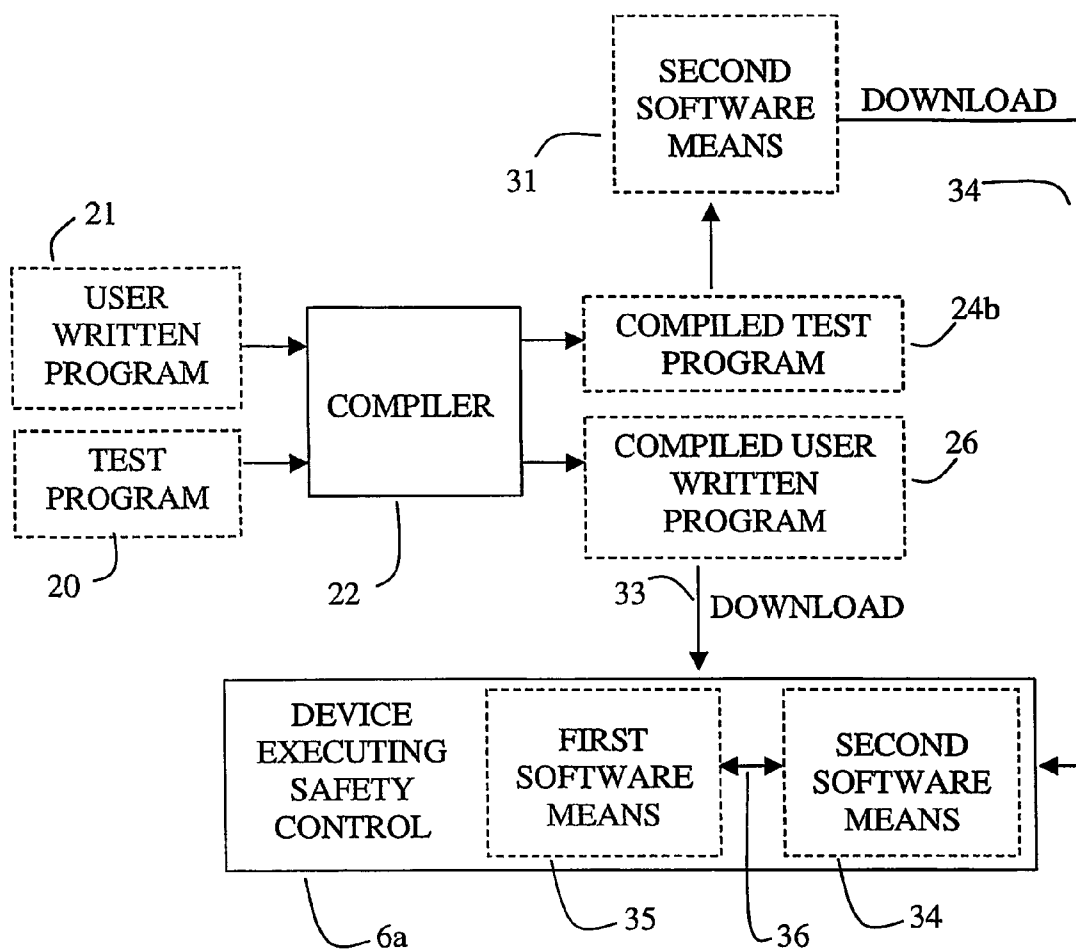 SECOND
SOFTWARE
MEANS
DOWNLOAD
31
34
21
USER
WRITTEN
PROGRAM
COMPILED TEST
PROGRAM
24b
COMPILER
TEST
PROGRAM
COMPILED USER
WRITTEN
PROGRAM
26
20
22
33
DOWNLOAD
DEVICE
EXECUTING
SAFETY
CONTROL
FIRST
SOFTWARE
MEANS
SECOND
SOFTWARE
MEANS
6a
35
36
34